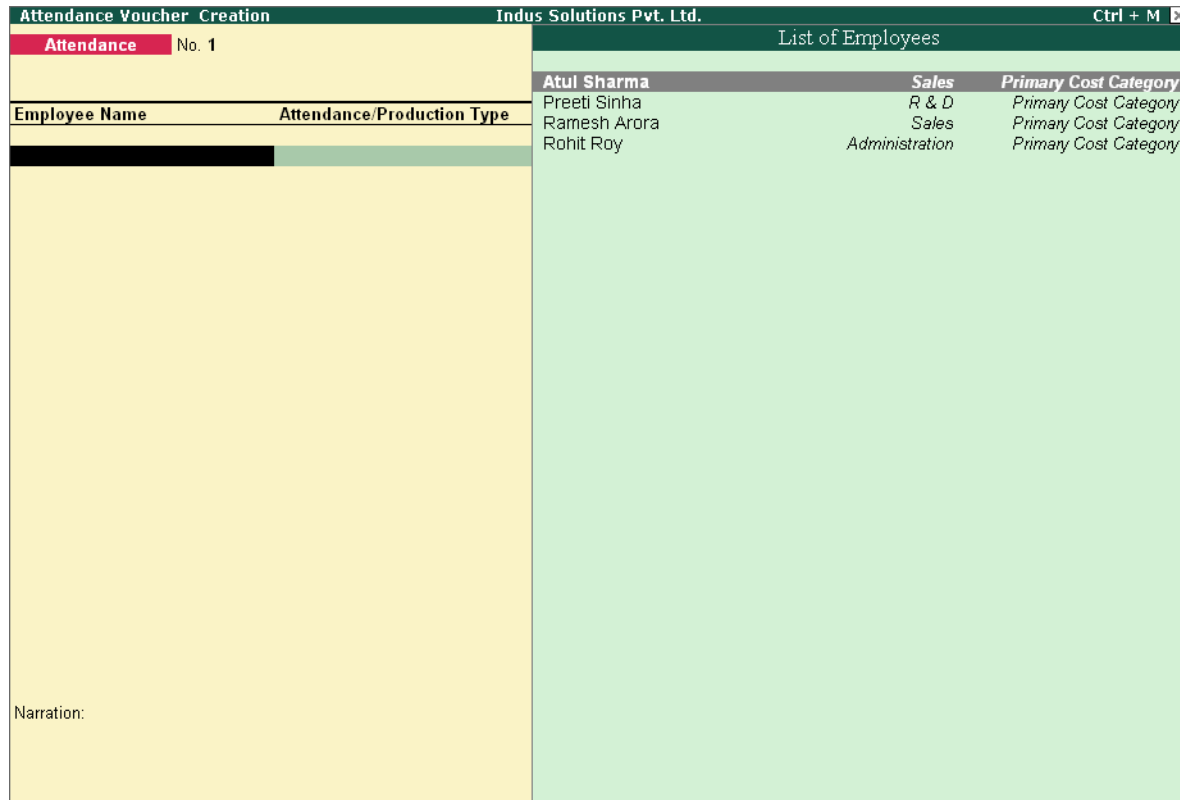 Attendance Voucher Creation Indus Solutions Pvt. Ltd. Ctrl + M
Attendance No. 1
List of Employees
Employee Name Attendance/Production Type
Atul Sharma Sales Primary Cost Category
Preeti Sinha R & D Primary Cost Category
Ramesh Arora Sales Primary Cost Category
Rohit Roy Administration Primary Cost Category
Narration: